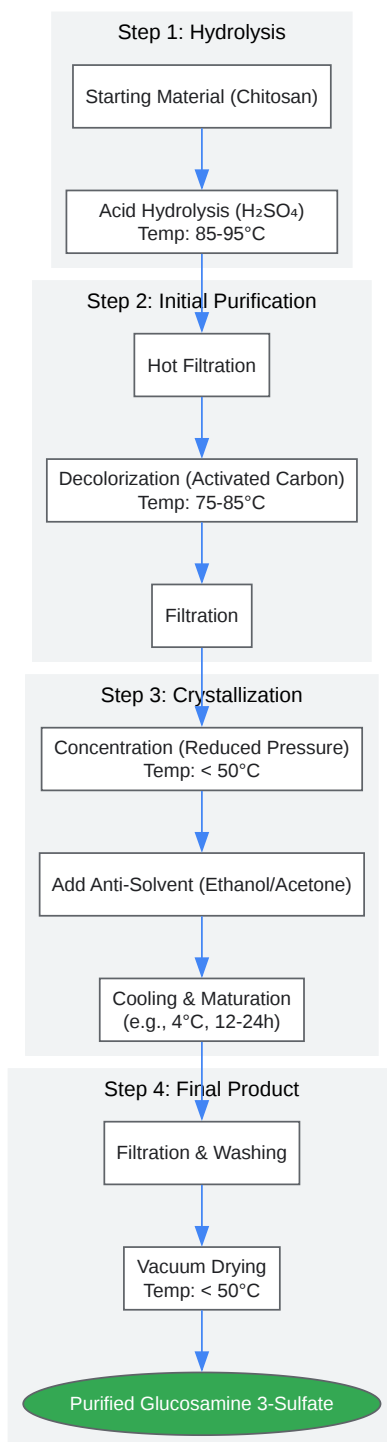 Step 1: Hydrolysis
Starting Material (Chitosan)
Acid Hydrolysis (H₂SO₄)
Temp: 85-95°C
Step 2: Initial Purification
Hot Filtration
Decolorization (Activated Carbon)
Temp: 75-85°C
Filtration
Step 3: Crystallization
Concentration (Reduced Pressure)
Temp: < 50°C
Add Anti-Solvent (Ethanol/Acetone)
Cooling & Maturation
(e.g., 4°C, 12-24h)
Step 4: Final Product
Filtration & Washing
Vacuum Drying
Temp: < 50°C
Purified Glucosamine 3-Sulfate